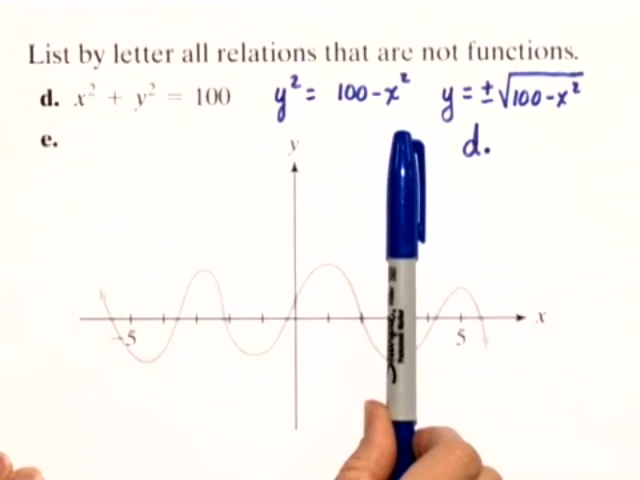 List by letter all relations that are not functions.
d. x² + y² = 100 y² = 100-x² y = ±√100-x²
d.
e.
y
x
-5 5
Sharpie